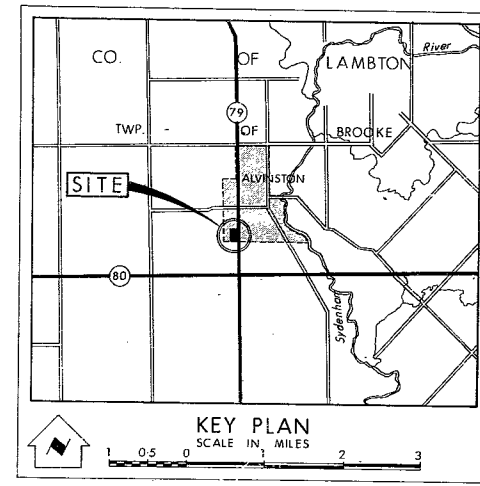 CO. OF LAMBTON
River
79
TWP. - OF BROOKE
ALVINSTON
SITE
80
Sydenham
N
KEY PLAN
SCALE IN MILES
1 0·5 0 1 2 3